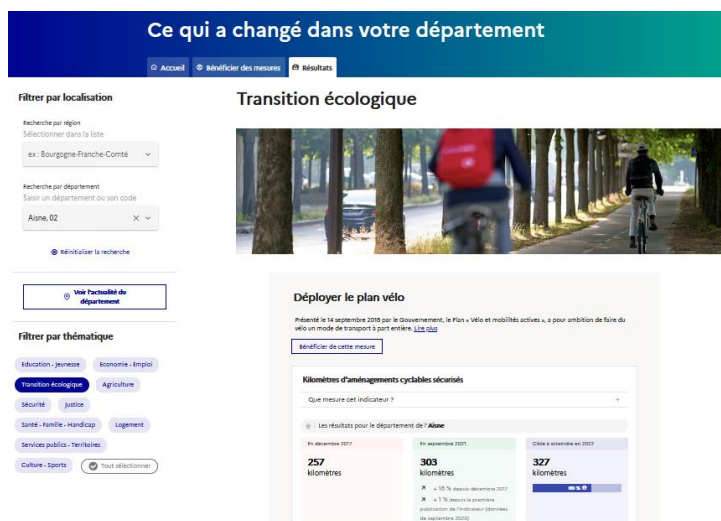 Ce qui a changé dans votre département
Accueil
Bénéficier des mesures
Résultats
Filtrer par localisation
Recherche par région
Sélectionner dans la liste
ex : Bourgogne-Franche-Comté
Recherche par département
Saisir un département ou son code
Aisne, 02
Réinitialiser la recherche
Voir l'actualité du
département
Filtrer par thématique
Education - Jeunesse
Economie - Emploi
Transition écologique
Agriculture
Sécurité
Justice
Santé - Famille - Handicap
Logement
Services publics - Territoires
Culture - Sports
Tout sélectionner
Transition écologique
Déployer le plan vélo
Présenté le 14 septembre 2018 par le Gouvernement, le Plan « Vélo et mobilités actives », a pour ambition de faire du
vélo un mode de transport à part entière. Lire plus
Bénéficier de cette mesure
Kilomètres d'aménagements cyclables sécurisés
Que mesure cet indicateur ?
Les résultats pour le département de l'Aisne
En décembre 2017
257
kilomètres
En septembre 2021
303
kilomètres
+ 18 % depuis décembre 2017
+ 1 % depuis la première
publication de l'indicateur (données
de septembre 2020)
Cible à atteindre en 2022
327
kilomètres